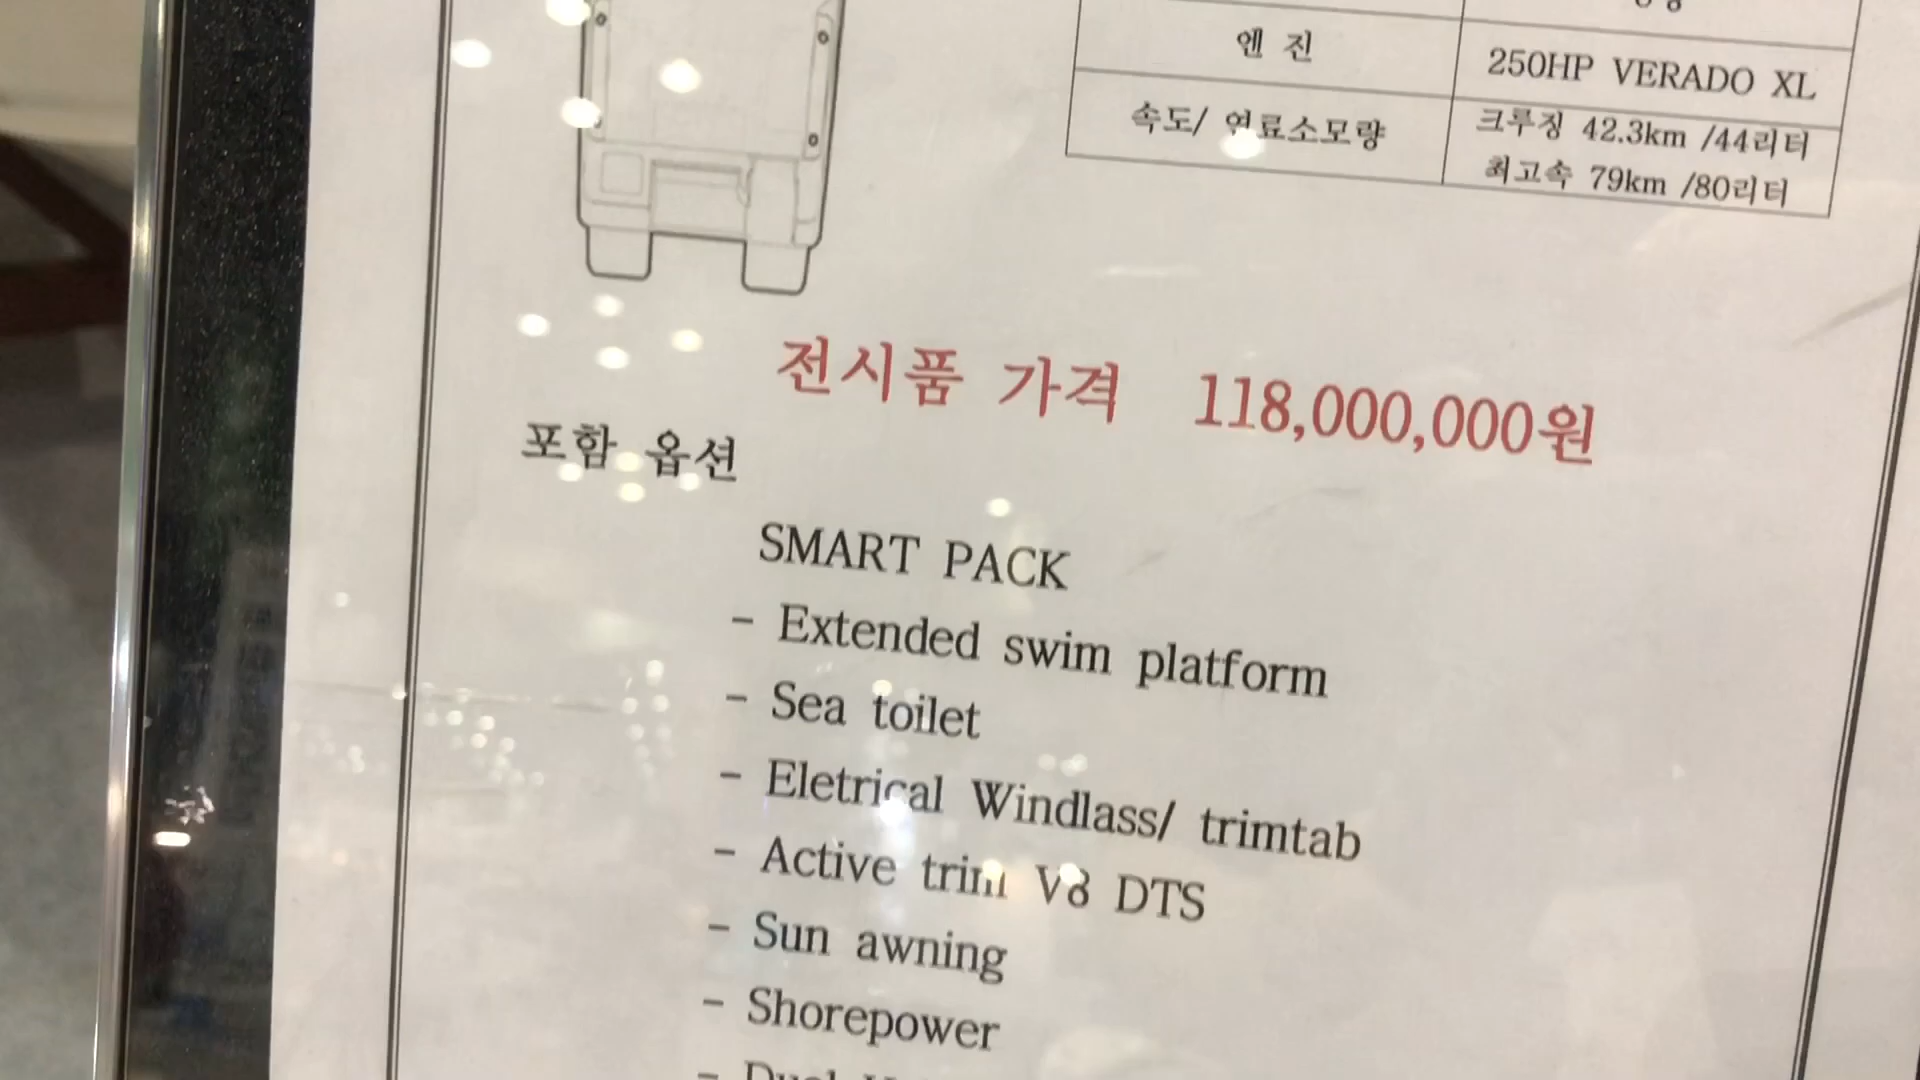 엔 진
250HP VERADO XL
속도/ 연료소모량
크루징 42.3km /44리터
최고속 79km /80리터
전시품 가격 118,000,000원
포함 옵션
SMART PACK
- Extended swim platform
- Sea toilet
- Eletrical Windlass/ trimtab
- Active trim V8 DTS
- Sun awning
- Shorepower